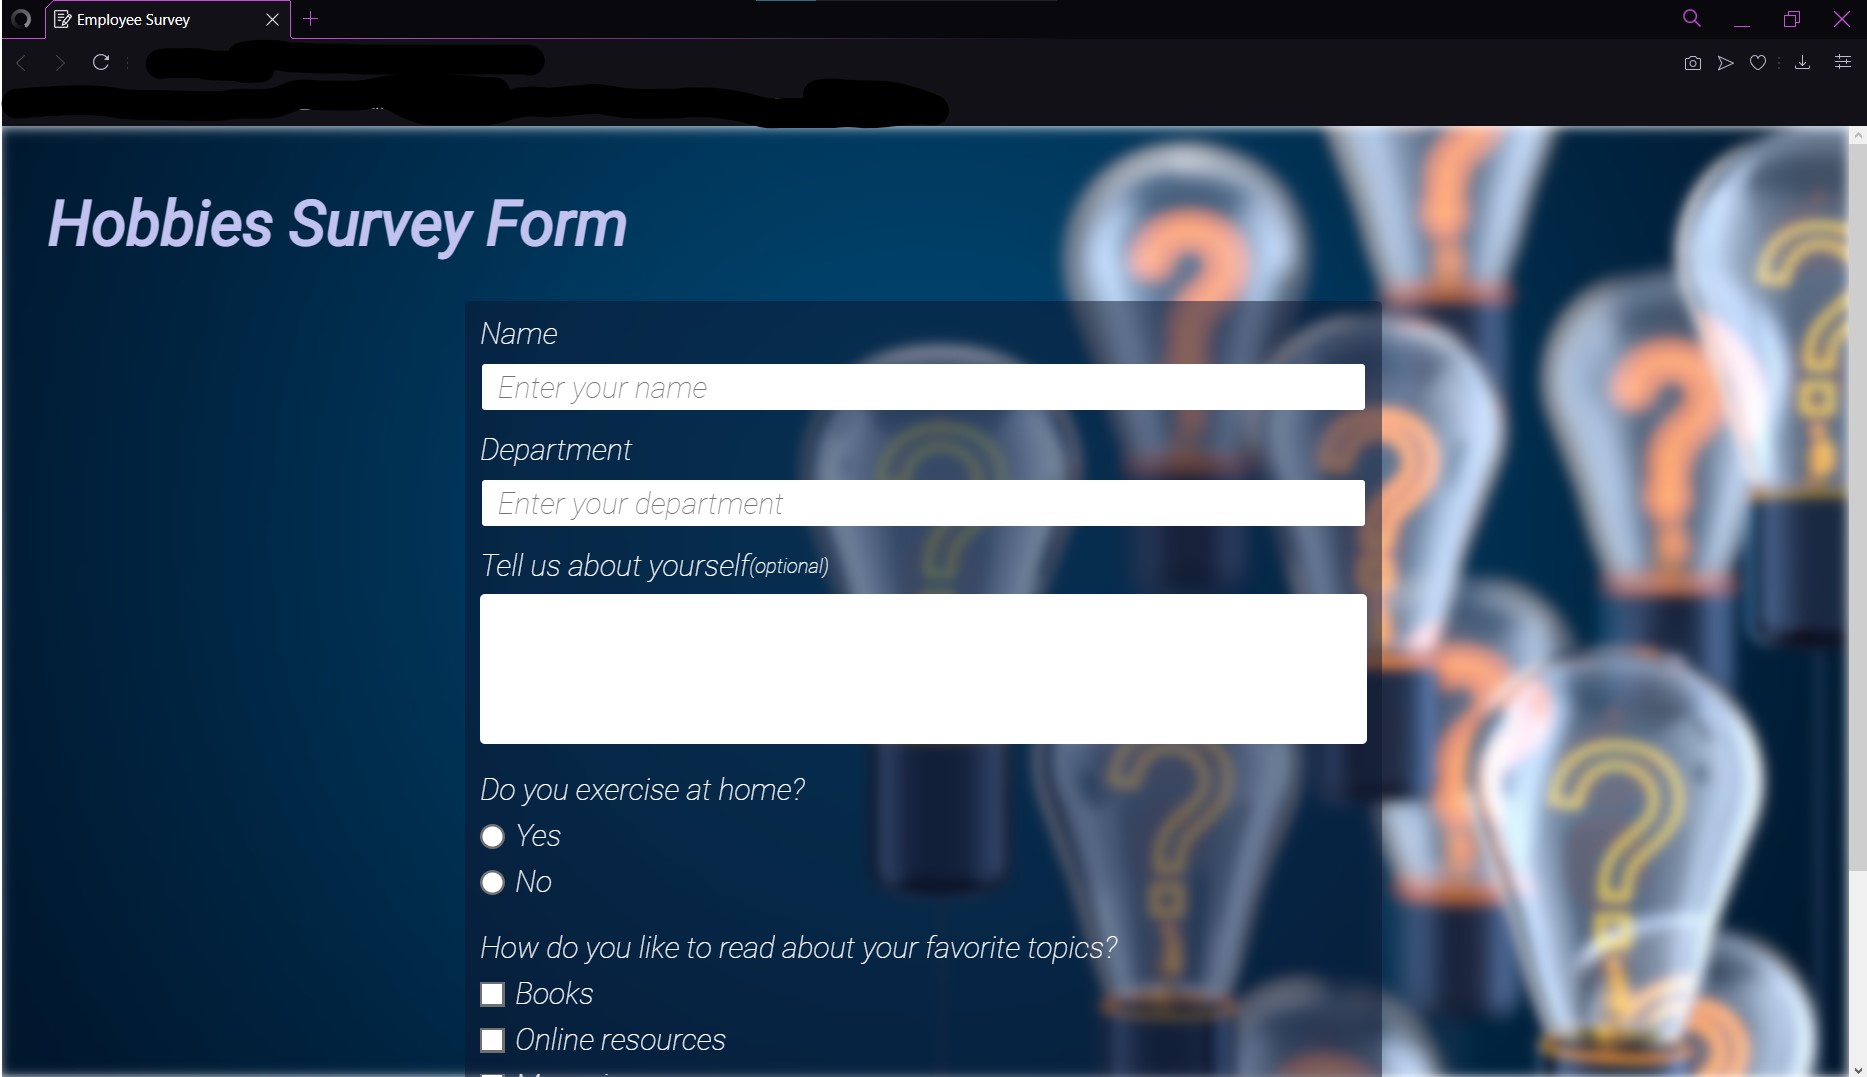 Employee Survey
Hobbies Survey Form
Name
Enter your name
Department
Enter your department
Tell us about yourself(optional)
Do you exercise at home?
Yes
No
How do you like to read about your favorite topics?
Books
Online resources